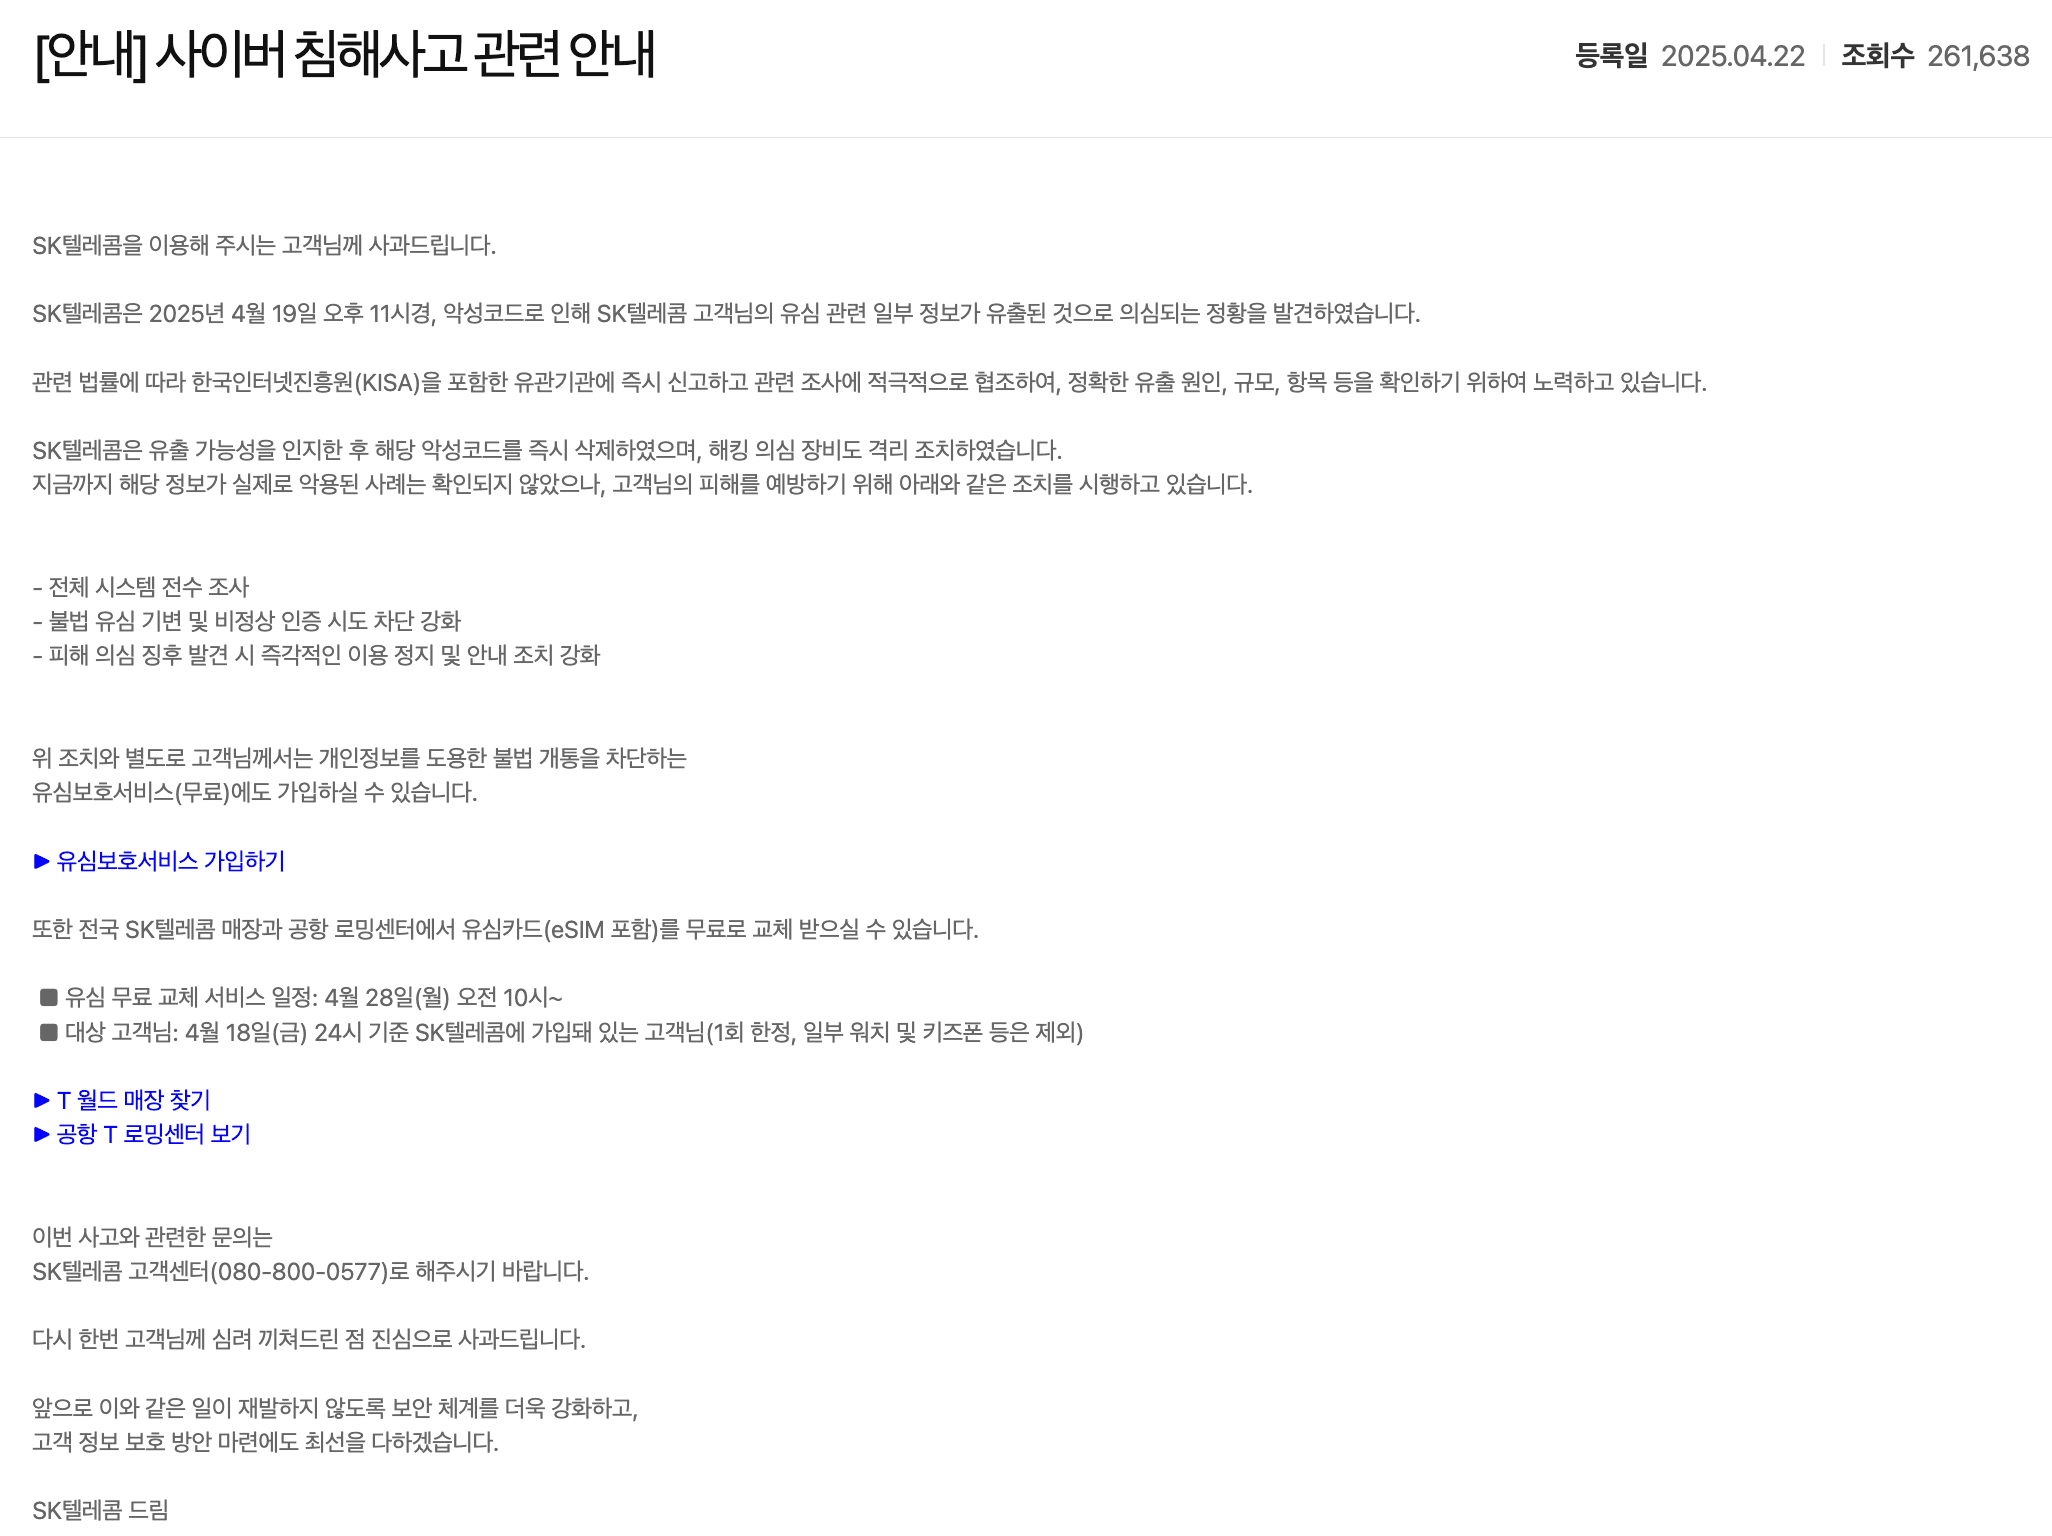 [안내] 사이버 침해사고 관련 안내
등록일 2025.04.22 조회수 261,638
SK텔레콤을 이용해 주시는 고객님께 사과드립니다.
SK텔레콤은 2025년 4월 19일 오후 11시경, 악성코드로 인해 SK텔레콤 고객님의 유심 관련 일부 정보가 유출된 것으로 의심되는 정황을 발견하였습니다.
관련 법률에 따라 한국인터넷진흥원(KISA)을 포함한 유관기관에 즉시 신고하고 관련 조사에 적극적으로 협조하여, 정확한 유출 원인, 규모, 항목 등을 확인하기 위하여 노력하고 있습니다.
SK텔레콤은 유출 가능성을 인지한 후 해당 악성코드를 즉시 삭제하였으며, 해킹 의심 장비도 격리 조치하였습니다.
지금까지 해당 정보가 실제로 악용된 사례는 확인되지 않았으나, 고객님의 피해를 예방하기 위해 아래와 같은 조치를 시행하고 있습니다.
- 전체 시스템 전수 조사
- 불법 유심 기변 및 비정상 인증 시도 차단 강화
- 피해 의심 징후 발견 시 즉각적인 이용 정지 및 안내 조치 강화
위 조치와 별도로 고객님께서는 개인정보를 도용한 불법 개통을 차단하는
유심보호서비스(무료)에도 가입하실 수 있습니다.
▶ 유심보호서비스 가입하기
또한 전국 SK텔레콤 매장과 공항 로밍센터에서 유심카드(eSIM 포함)를 무료로 교체 받으실 수 있습니다.
■ 유심 무료 교체 서비스 일정: 4월 28일(월) 오전 10시~
■ 대상 고객님: 4월 18일(금) 24시 기준 SK텔레콤에 가입돼 있는 고객님(1회 한정, 일부 워치 및 키즈폰 등은 제외)
▶ T 월드 매장 찾기
▶ 공항 T 로밍센터 보기
이번 사고와 관련한 문의는
SK텔레콤 고객센터(080-800-0577)로 해주시기 바랍니다.
다시 한번 고객님께 심려 끼쳐드린 점 진심으로 사과드립니다.
앞으로 이와 같은 일이 재발하지 않도록 보안 체계를 더욱 강화하고,
고객 정보 보호 방안 마련에도 최선을 다하겠습니다.
SK텔레콤 드림